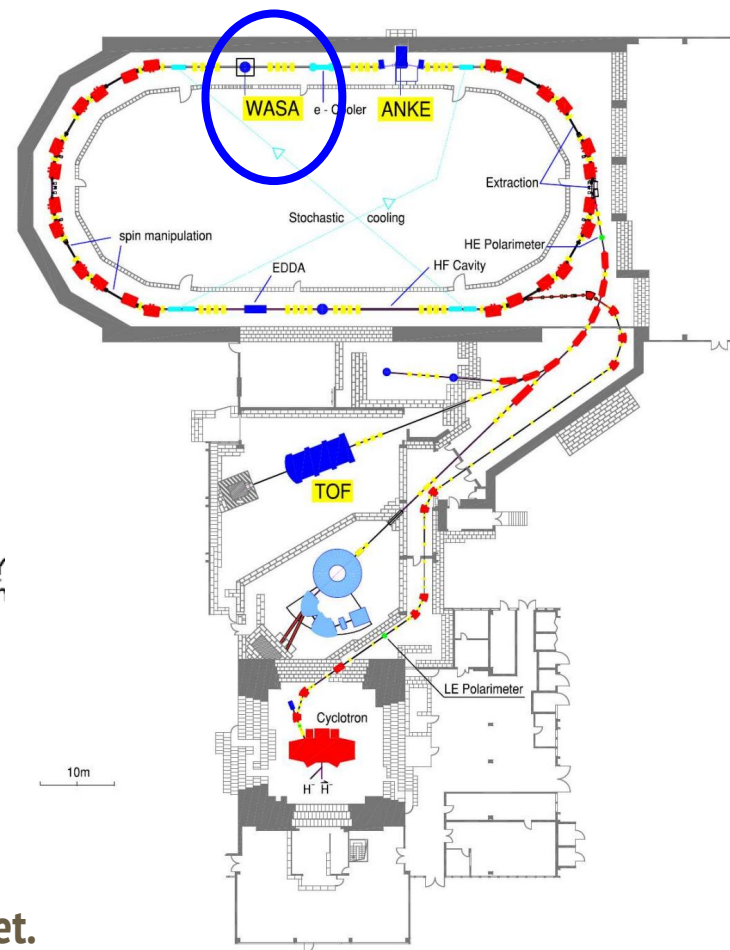 WASA
e - Cooler
ANKE
Extraction
Stochastic cooling
HE Polarimeter
spin manipulation
EDDA
HF Cavity
TOF
LE Polarimeter
Cyclotron
10m
H⁻ H⃗⁻
et.